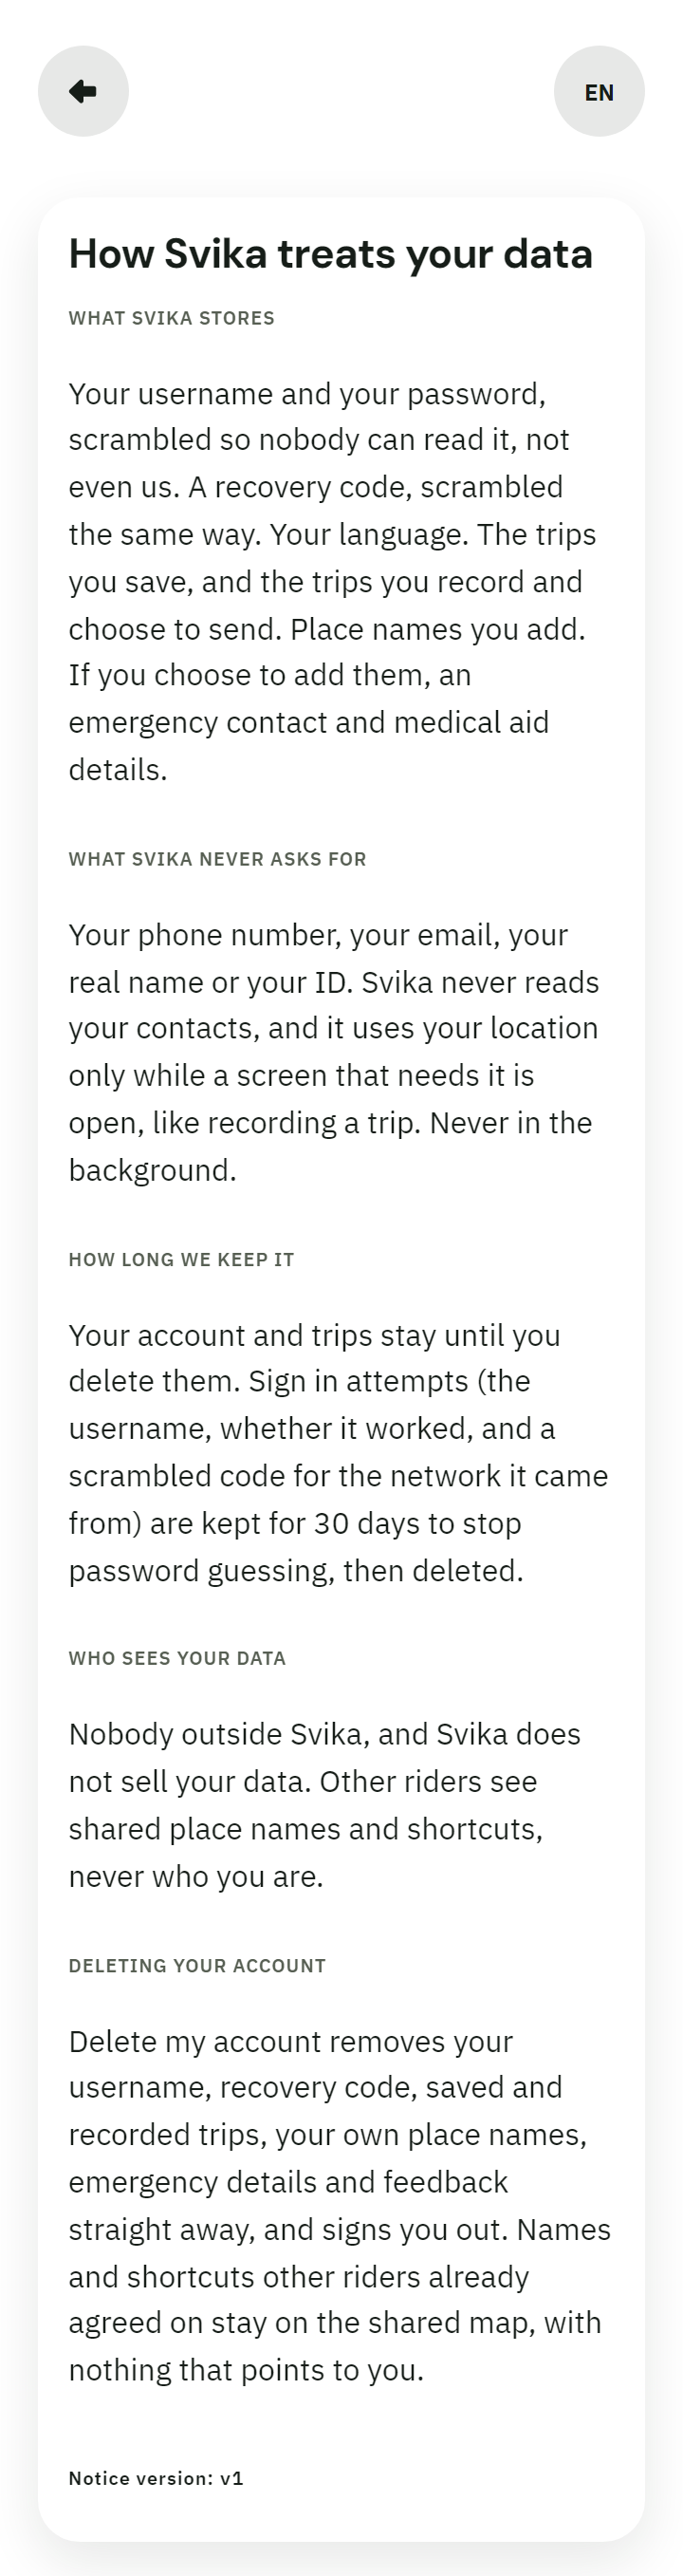 EN
How Svika treats your data
WHAT SVIKA STORES
Your username and your password,
scrambled so nobody can read it, not
even us. A recovery code, scrambled
the same way. Your language. The trips
you save, and the trips you record and
choose to send. Place names you add.
If you choose to add them, an
emergency contact and medical aid
details.
WHAT SVIKA NEVER ASKS FOR
Your phone number, your email, your
real name or your ID. Svika never reads
your contacts, and it uses your location
only while a screen that needs it is
open, like recording a trip. Never in the
background.
HOW LONG WE KEEP IT
Your account and trips stay until you
delete them. Sign in attempts (the
username, whether it worked, and a
scrambled code for the network it came
from) are kept for 30 days to stop
password guessing, then deleted.
WHO SEES YOUR DATA
Nobody outside Svika, and Svika does
not sell your data. Other riders see
shared place names and shortcuts,
never who you are.
DELETING YOUR ACCOUNT
Delete my account removes your
username, recovery code, saved and
recorded trips, your own place names,
emergency details and feedback
straight away, and signs you out. Names
and shortcuts other riders already
agreed on stay on the shared map, with
nothing that points to you.
Notice version: v1